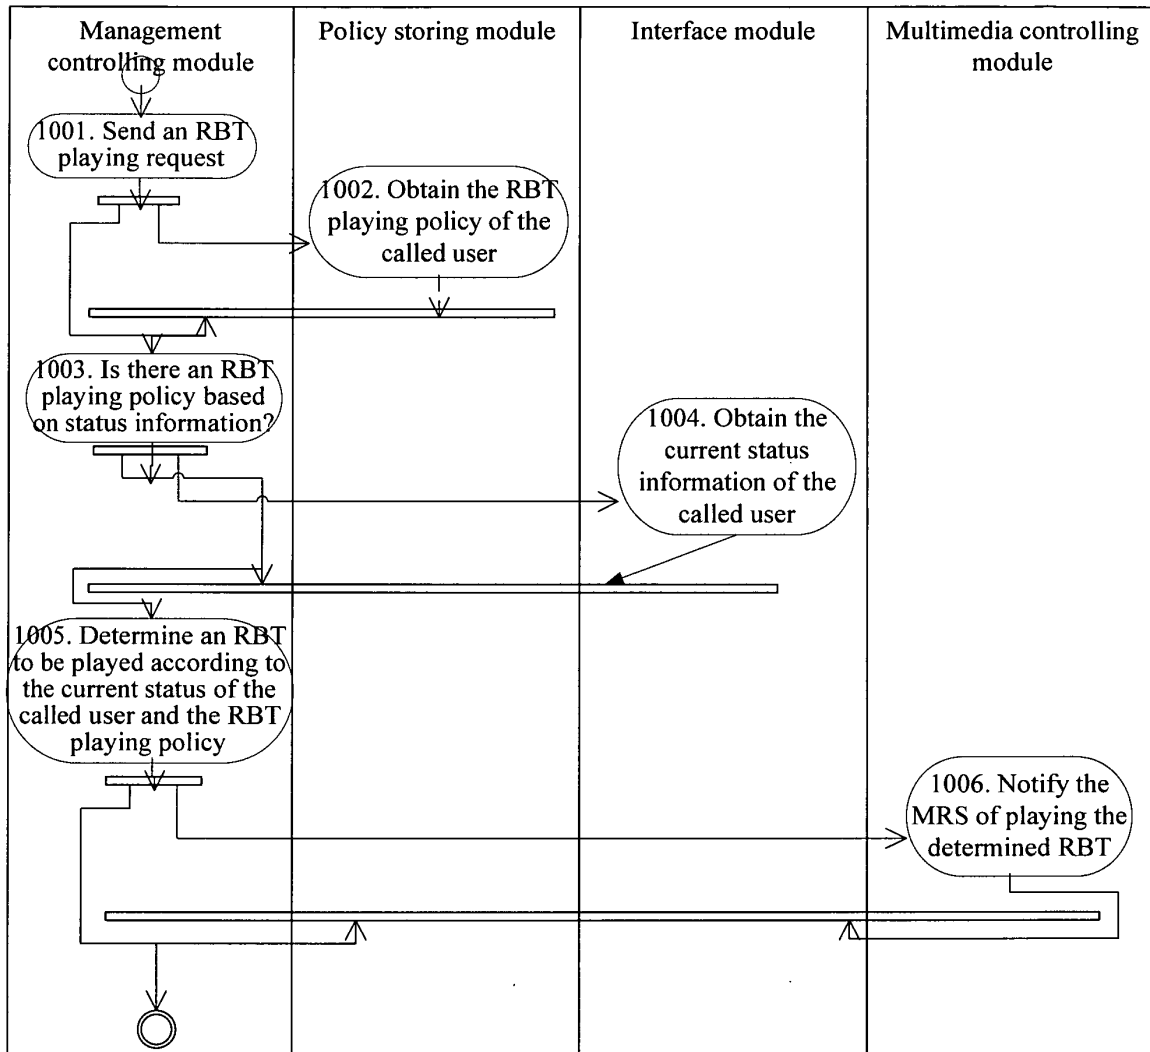 Management
controlling module
Policy storing module
Interface module
Multimedia controlling
module
1001. Send an RBT
playing request
1002. Obtain the RBT
playing policy of the
called user
1003. Is there an RBT
playing policy based
on status information?
1004. Obtain the
current status
information of the
called user
1005. Determine an RBT
to be played according to
the current status of the
called user and the RBT
playing policy
1006. Notify the
MRS of playing the
determined RBT